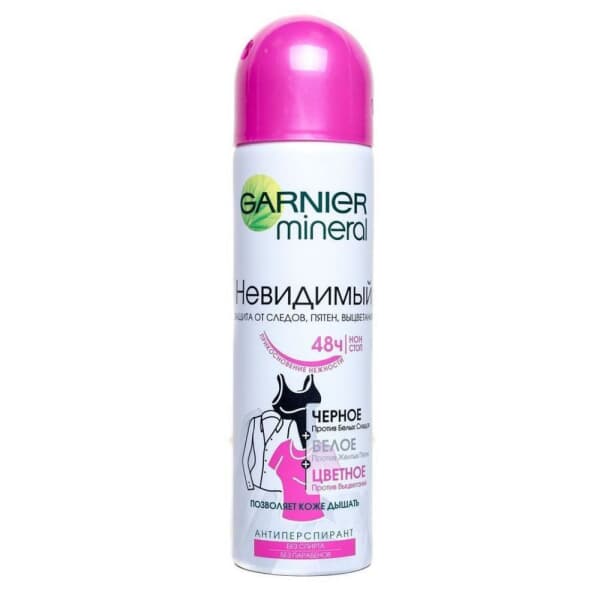 GARNIER
mineral
Невидимый
ЗАЩИТА ОТ СЛЕДОВ, ПЯТЕН, ВЫЦВЕТАНИЯ
48ч НОН
СТОП
ПРИКОСНОВЕНИЕ НЕЖНОСТИ
ЧЕРНОЕ
Против Белых Следов
+
БЕЛОЕ
Против Желтых Пятен
+
ЦВЕТНОЕ
Против Выцветания
ПОЗВОЛЯЕТ КОЖЕ ДЫШАТЬ
АНТИПЕРСПИРАНТ
БЕЗ СПИРТА
БЕЗ ПАРАБЕНОВ